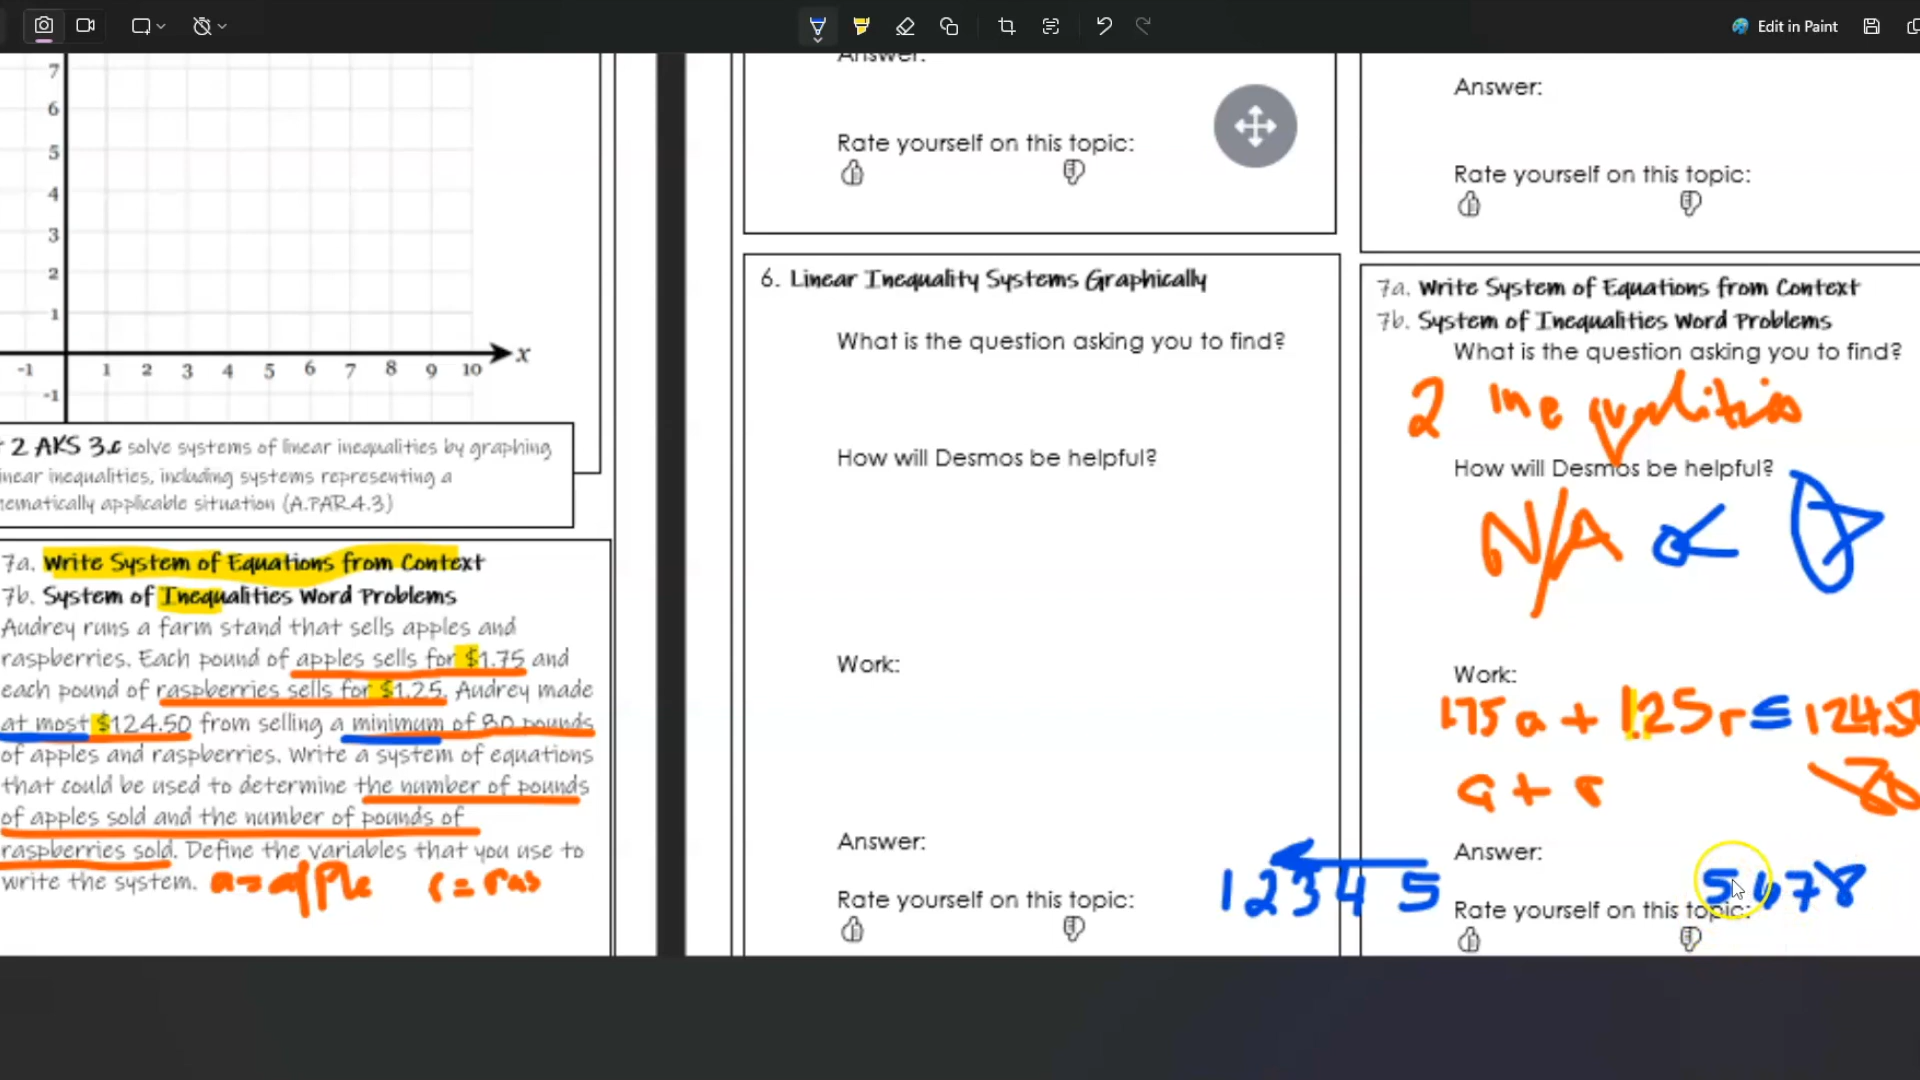 Edit in Paint
7
6
5
4
3
2
1
-1 1 2 3 4 5 6 7 8 9 10 x
-1
2 AKS 3.c solve systems of linear inequalities by graphing
inear inequalities, including systems representing a
ematically applicable situation (A.PAR.4.3)
7a. Write System of Equations from Context
7b. System of Inequalities Word Problems
Audrey runs a farm stand that sells apples and
raspberries. Each pound of apples sells for $1.75 and
each pound of raspberries sells for $1.25. Audrey made
at most $124.50 from selling a minimum of 80 pounds
of apples and raspberries. Write a system of equations
that could be used to determine the number of pounds
of apples sold and the number of pounds of
raspberries sold. Define the variables that you use to
write the system. a = apple r = ras
Answer:
Rate yourself on this topic:
6. Linear Inequality Systems Graphically
What is the question asking you to find?
How will Desmos be helpful?
Work:
Answer:
1 2 3 4 5
Rate yourself on this topic:
Answer:
Rate yourself on this topic:
7a. Write System of Equations from Context
7b. System of Inequalities Word Problems
What is the question asking you to find?
2 inequalities
How will Desmos be helpful?
N/A
Work:
1.75a + 1.25r ≤ 124.5
a + r 80
Answer:
5 6 7 8
Rate yourself on this topic: